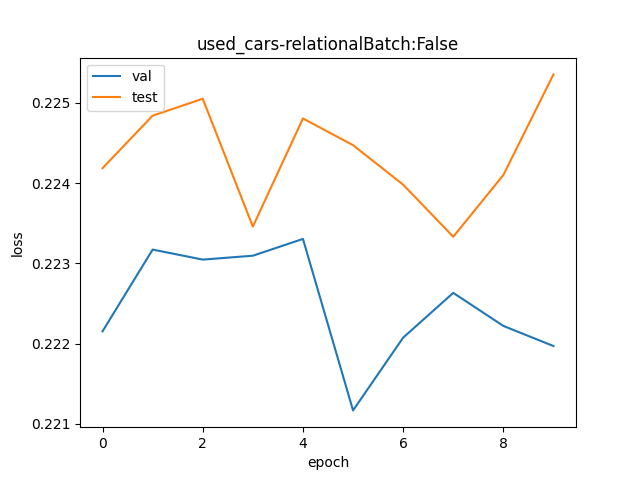 used_cars-relationalBatch:False
val
test
0.225
0.224
0.223
0.222
0.221
loss
0 2 4 6 8
epoch